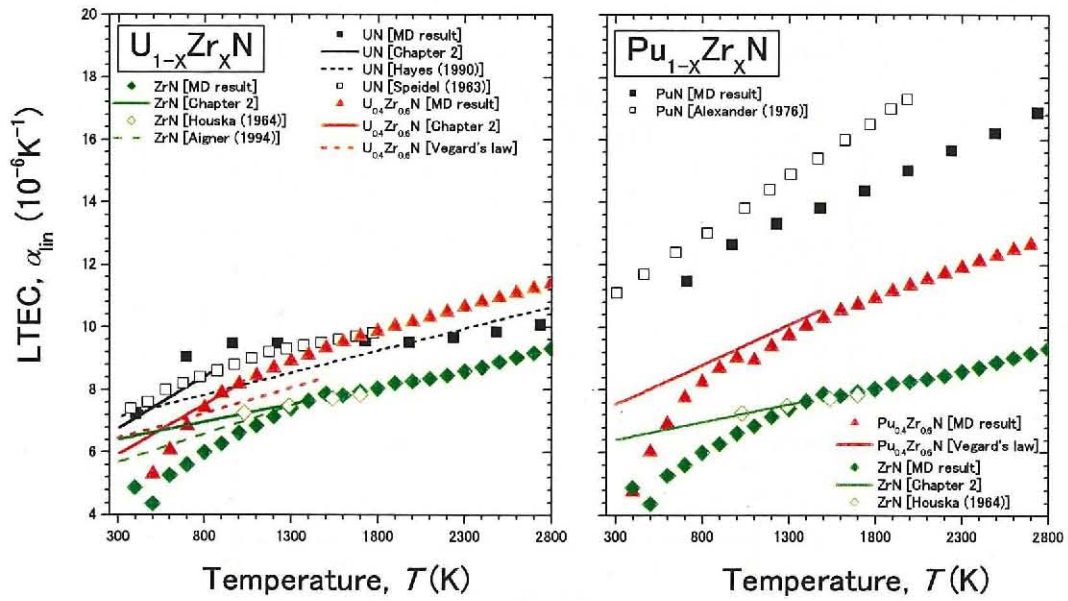 U1-XZrXN
ZrN [MD result]
ZrN [Chapter 2]
ZrN [Houska (1964)]
ZrN [Aigner (1994)]
UN [MD result]
UN [Chapter 2]
UN [Hayes (1990)]
UN [Speidel (1963)]
U0.4Zr0.6N [MD result]
U0.4Zr0.6N [Chapter 2]
U0.4Zr0.6N [Vegard's law]
Pu1-XZrXN
PuN [MD result]
PuN [Alexander (1976)]
Pu0.4Zr0.6N [MD result]
Pu0.4Zr0.6N [Vegard's law]
ZrN [MD result]
ZrN [Chapter 2]
ZrN [Houska (1964)]
LTEC, αlin (10-6K-1)
20
18
16
14
12
10
8
6
4
300 800 1300 1800 2300 2800
300 800 1300 1800 2300 2800
Temperature, T(K)
Temperature, T(K)